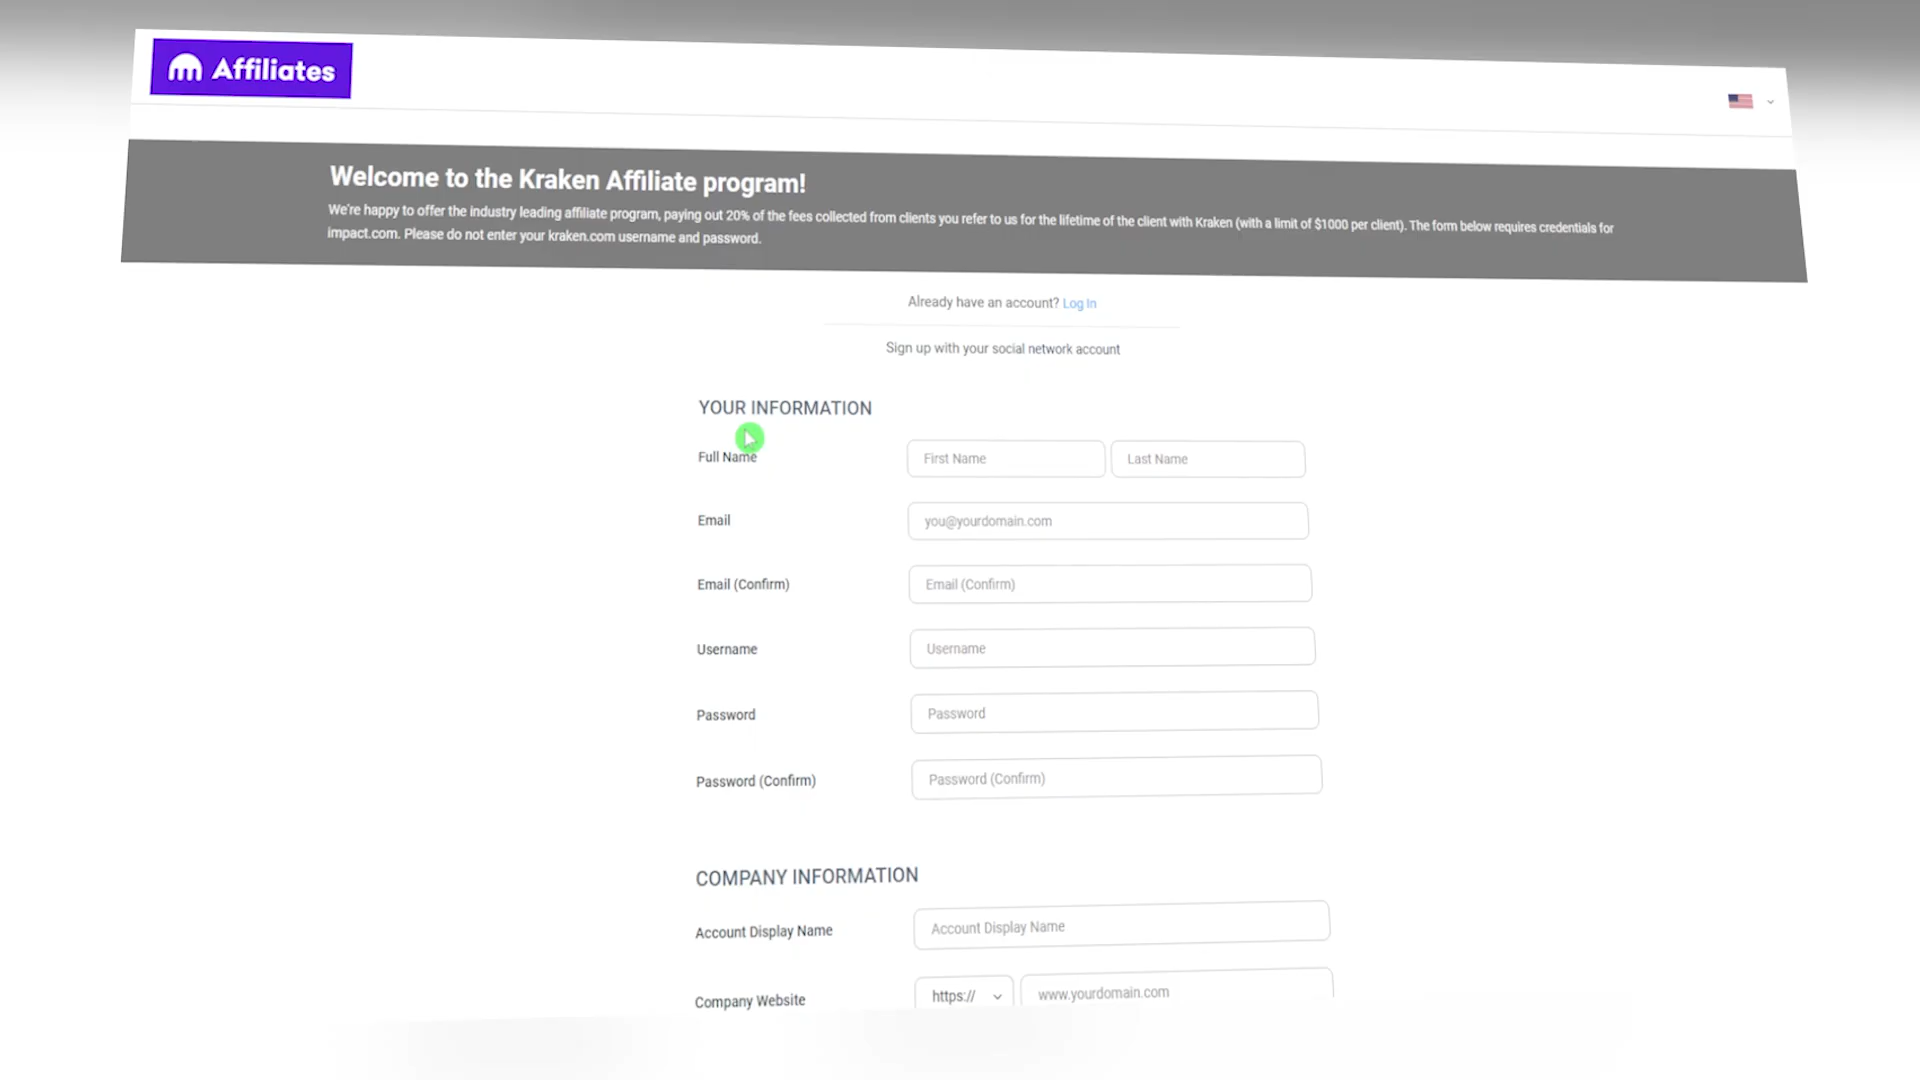 Affiliates
Welcome to the Kraken Affiliate program!
We're happy to offer the industry leading affiliate program, paying out 20% of the fees collected from clients you refer to us for the lifetime of the client with Kraken (with a limit of $1000 per client). The form below requires credentials for
impact.com. Please do not enter your kraken.com username and password.
Already have an account? Log In
Sign up with your social network account
YOUR INFORMATION
Full Name First Name Last Name
Email you@yourdomain.com
Email (Confirm) Email (Confirm)
Username Username
Password Password
Password (Confirm) Password (Confirm)
COMPANY INFORMATION
Account Display Name Account Display Name
Company Website https:// www.yourdomain.com